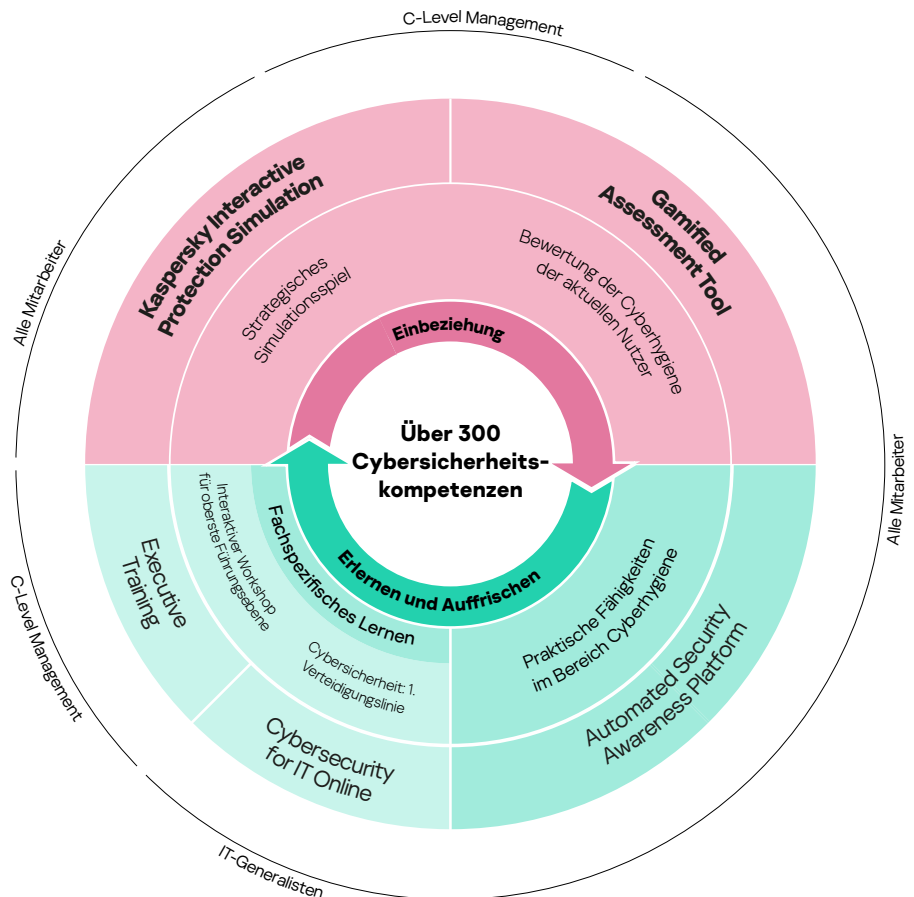 C-Level Management
Alle Mitarbeiter
Kaspersky Interactive
Protection Simulation
Strategisches
Simulationsspiel
Gamified
Assessment Tool
Bewertung der Cyberhygiene
der aktuellen Nutzer
Einbeziehung
Über 300
Cybersicherheits-
kompetenzen
Erlernen und Auffrischen
Fachspezifisches Lernen
Interaktiver Workshop
für oberste Führungsebene
Executive
Training
C-Level Management
Cybersicherheit: 1.
Verteidigungslinie
Cybersecurity
for IT Online
IT-Generalisten
Praktische Fähigkeiten
im Bereich Cyberhygiene
Automated Security
Awareness Platform
Alle Mitarbeiter